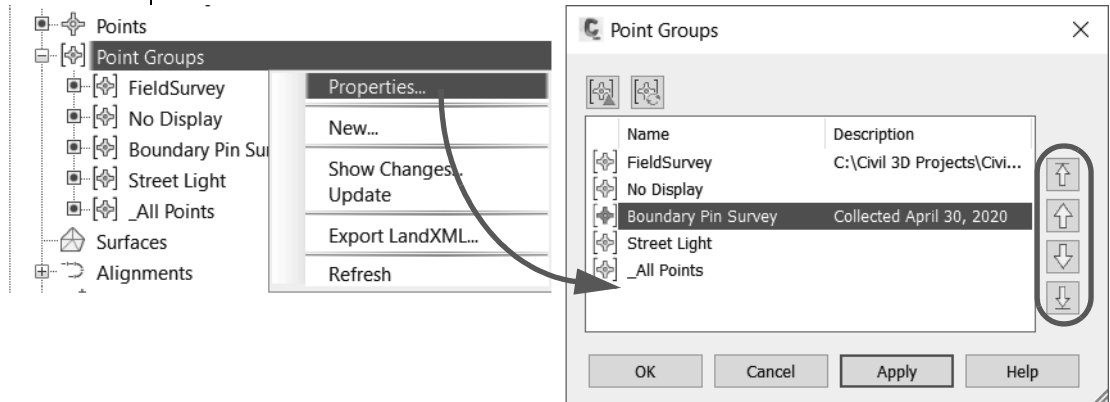 Points
Point Groups
FieldSurvey
No Display
Boundary Pin Su
Street Light
_All Points
Surfaces
Alignments
Properties...
New...
Show Changes...
Update
Export LandXML...
Refresh
Point Groups
Name Description
FieldSurvey C:\Civil 3D Projects\Civi...
No Display
Boundary Pin Survey Collected April 30, 2020
Street Light
_All Points
OK Cancel Apply Help